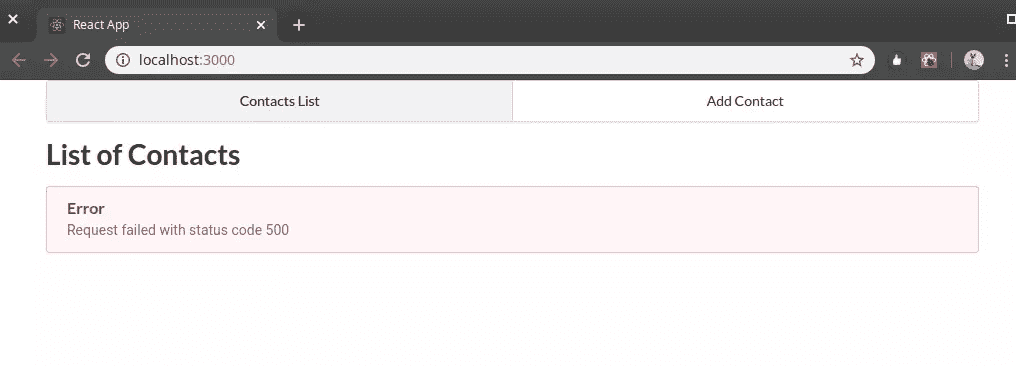 React App
localhost:3000
Contacts List
Add Contact
List of Contacts
Error
Request failed with status code 500